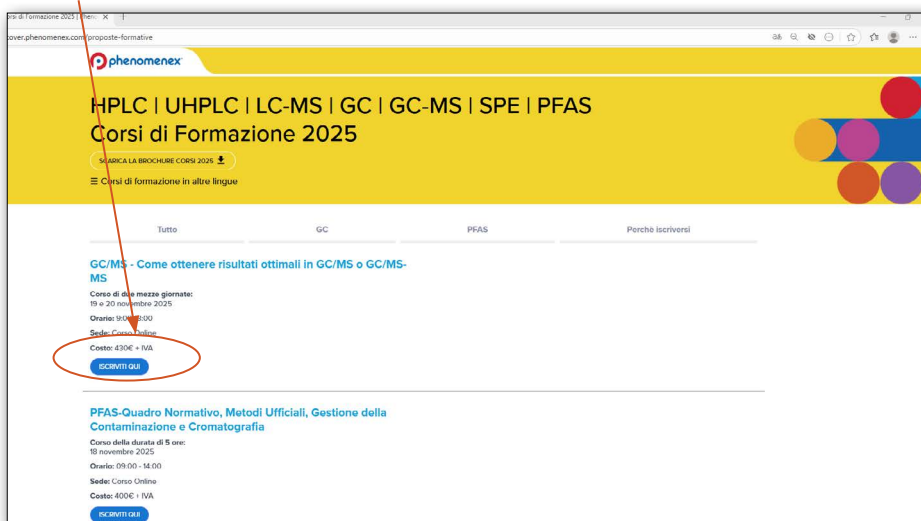 orsi di Formazione 2025 | Pheno
over.phenomenex.com/proposte-formative
phenomenex
HPLC | UHPLC | LC-MS | GC | GC-MS | SPE | PFAS
Corsi di Formazione 2025
SCARICA LA BROCHURE CORSI 2025
Corsi di formazione in altre lingue
Tutto GC PFAS Perchè iscriversi
GC/MS - Come ottenere risultati ottimali in GC/MS o GC/MS-
MS
Corso di due mezze giornate:
19 e 20 novembre 2025
Orario: 9:00
Sede: Corso Online
Costo: 430€ + IVA
ISCRIVITI QUI
PFAS-Quadro Normativo, Metodi Ufficiali, Gestione della
Contaminazione e Cromatografia
Corso della durata di 5 ore:
18 novembre 2025
Orario: 09:00 - 14:00
Sede: Corso Online
Costo: 400€ + IVA
ISCRIVITI QUI